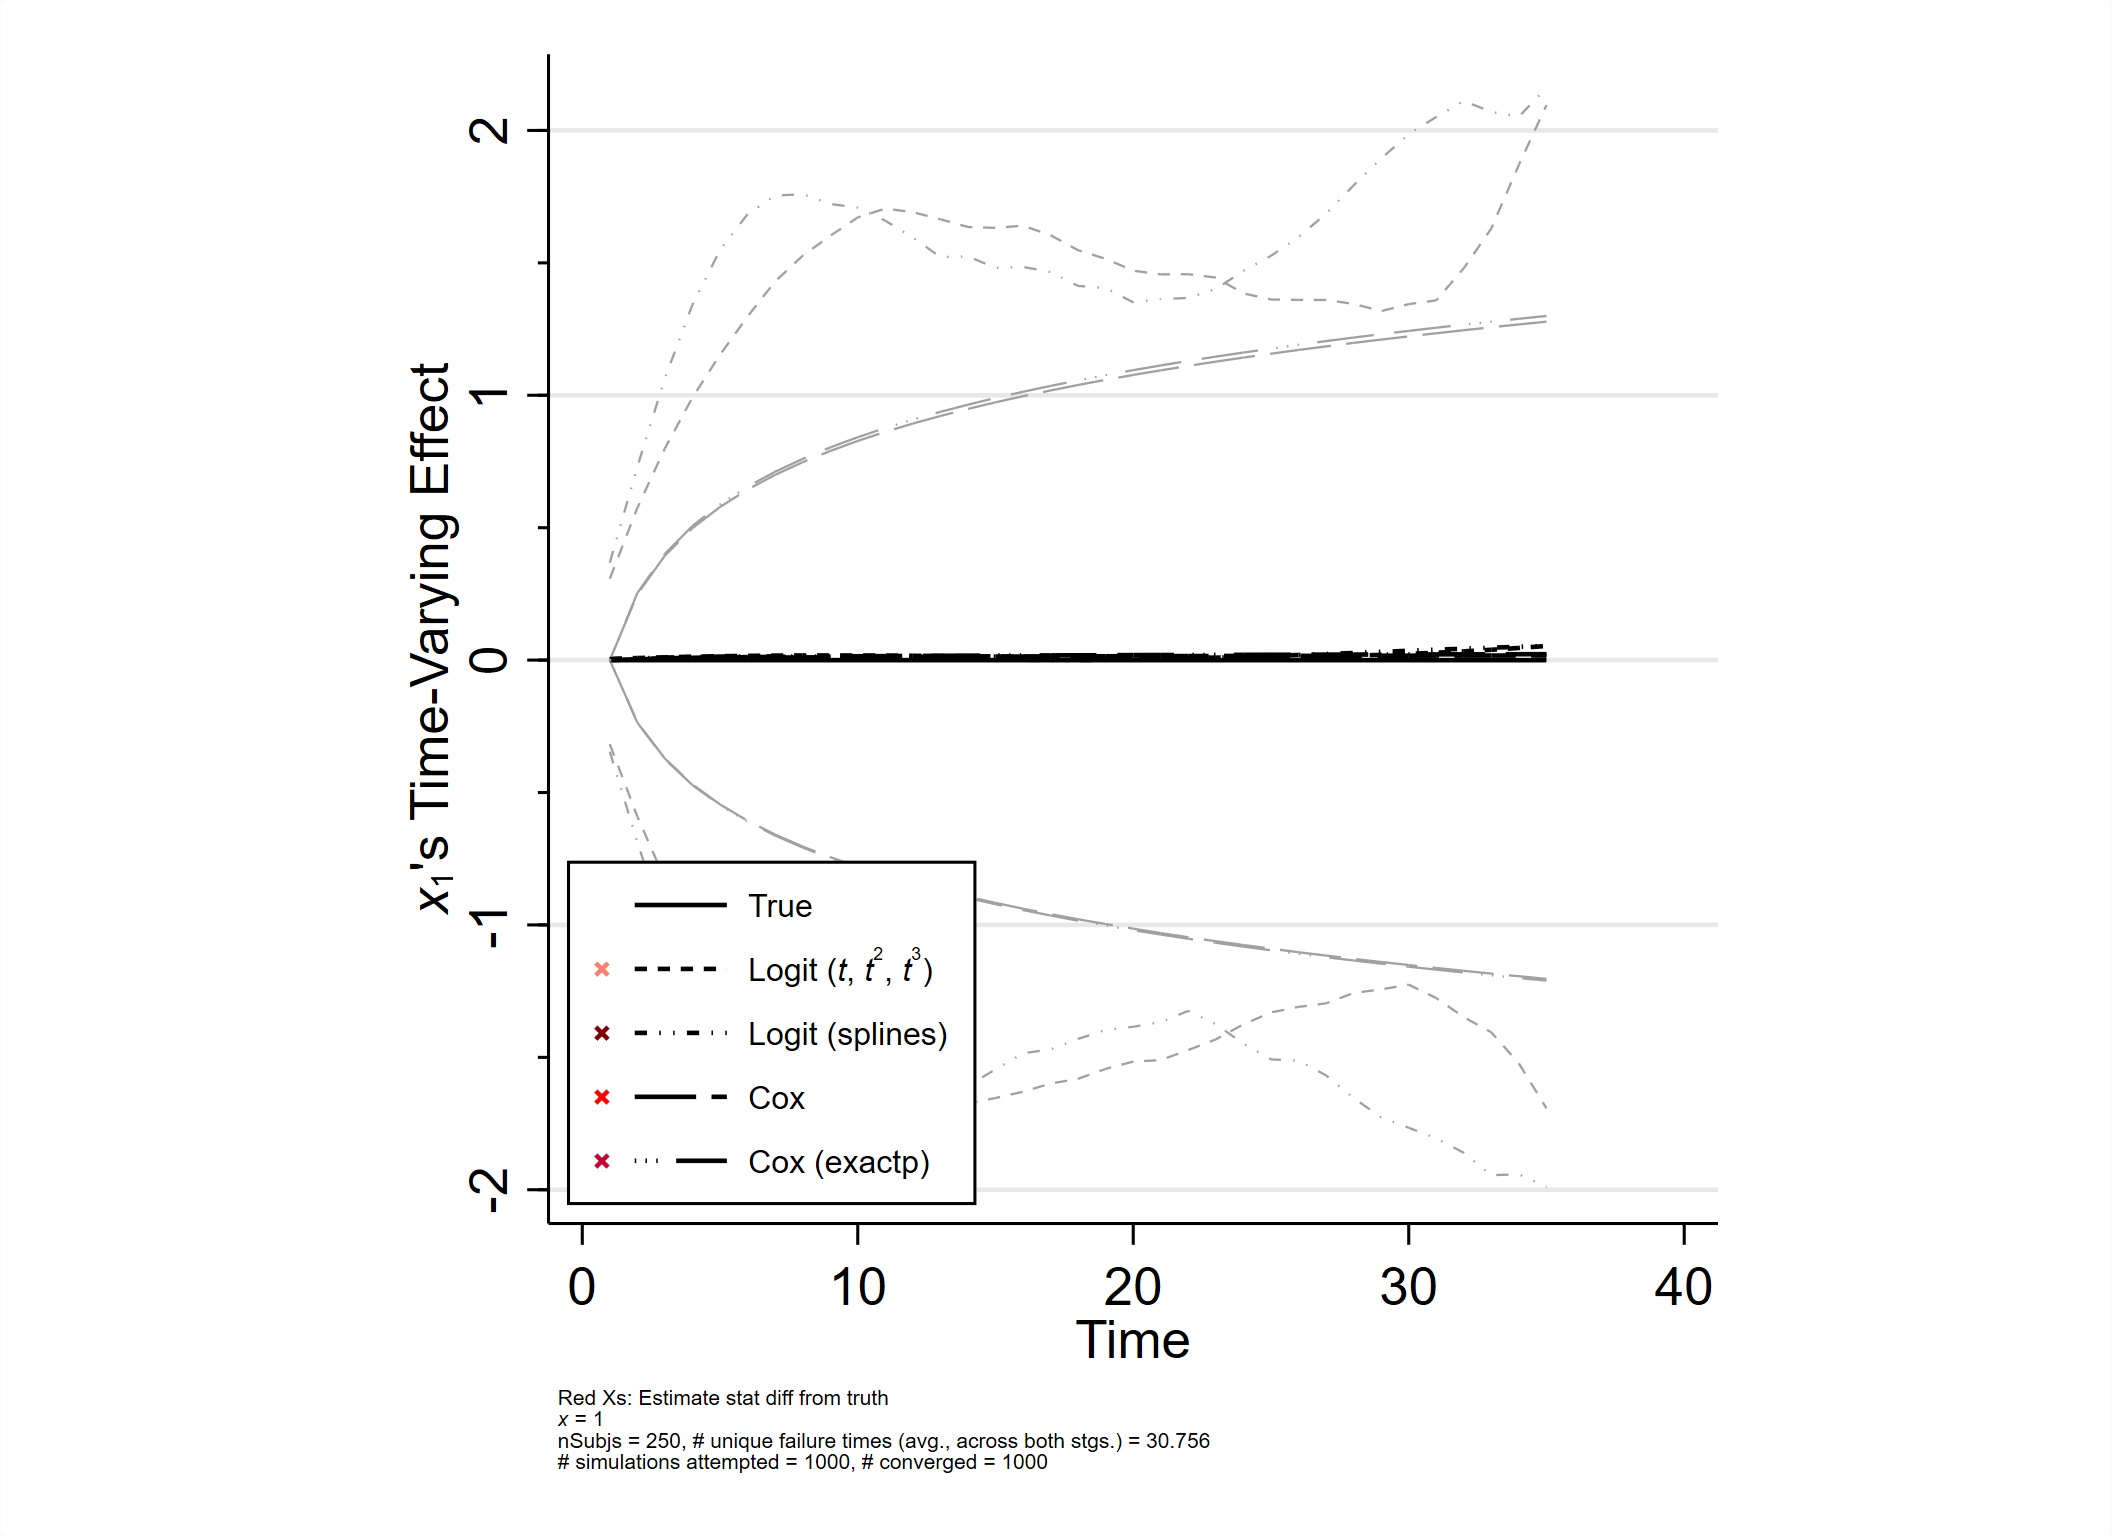 2
1
0
-1
-2
x₁'s Time-Varying Effect
True
Logit (t, t², t³)
Logit (splines)
Cox
Cox (exactp)
0 10 20 30 40
Time
Red Xs: Estimate stat diff from truth
x = 1
nSubjs = 250, # unique failure times (avg., across both stgs.) = 30.756
# simulations attempted = 1000, # converged = 1000